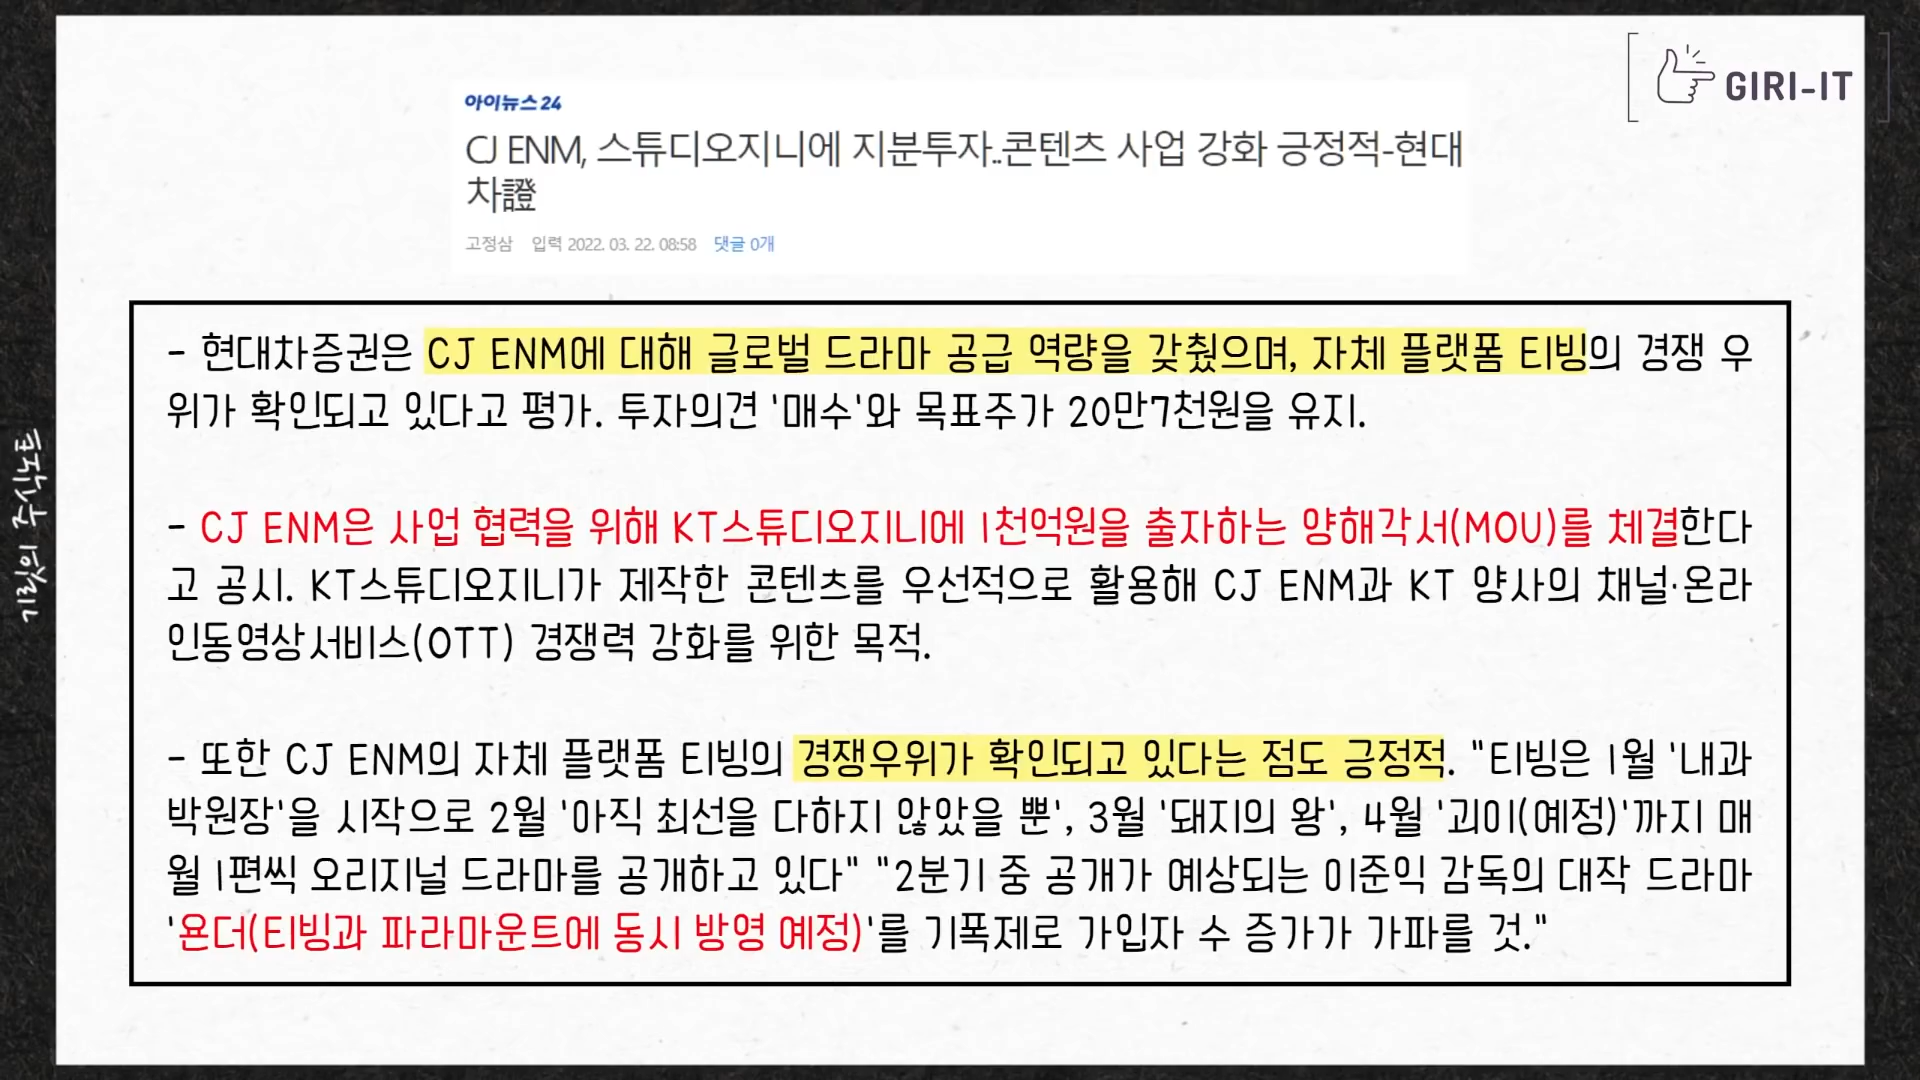 GIRI-IT
아이뉴스24
CJ ENM, 스튜디오지니에 지분투자..콘텐츠 사업 강화 긍정적-현대
차證
고정삼 입력 2022. 03. 22. 08:58 댓글 0개
- 현대차증권은 CJ ENM에 대해 글로벌 드라마 공급 역량을 갖췄으며, 자체 플랫폼 티빙의 경쟁 우
위가 확인되고 있다고 평가. 투자의견 '매수'와 목표주가 20만7천원을 유지.
- CJ ENM은 사업 협력을 위해 KT스튜디오지니에 1천억원을 출자하는 양해각서(MOU)를 체결한다
고 공시. KT스튜디오지니가 제작한 콘텐츠를 우선적으로 활용해 CJ ENM과 KT 양사의 채널·온라
인동영상서비스(OTT) 경쟁력 강화를 위한 목적.
- 또한 CJ ENM의 자체 플랫폼 티빙의 경쟁우위가 확인되고 있다는 점도 긍정적. "티빙은 1월 '내과
박원장'을 시작으로 2월 '아직 최선을 다하지 않았을 뿐', 3월 '돼지의 왕', 4월 '괴이(예정)'까지 매
월 1편씩 오리지널 드라마를 공개하고 있다" "2분기 중 공개가 예상되는 이준익 감독의 대작 드라마
'욘더(티빙과 파라마운트에 동시 방영 예정)'를 기폭제로 가입자 수 증가가 가파를 것."
기릿의 주식노트